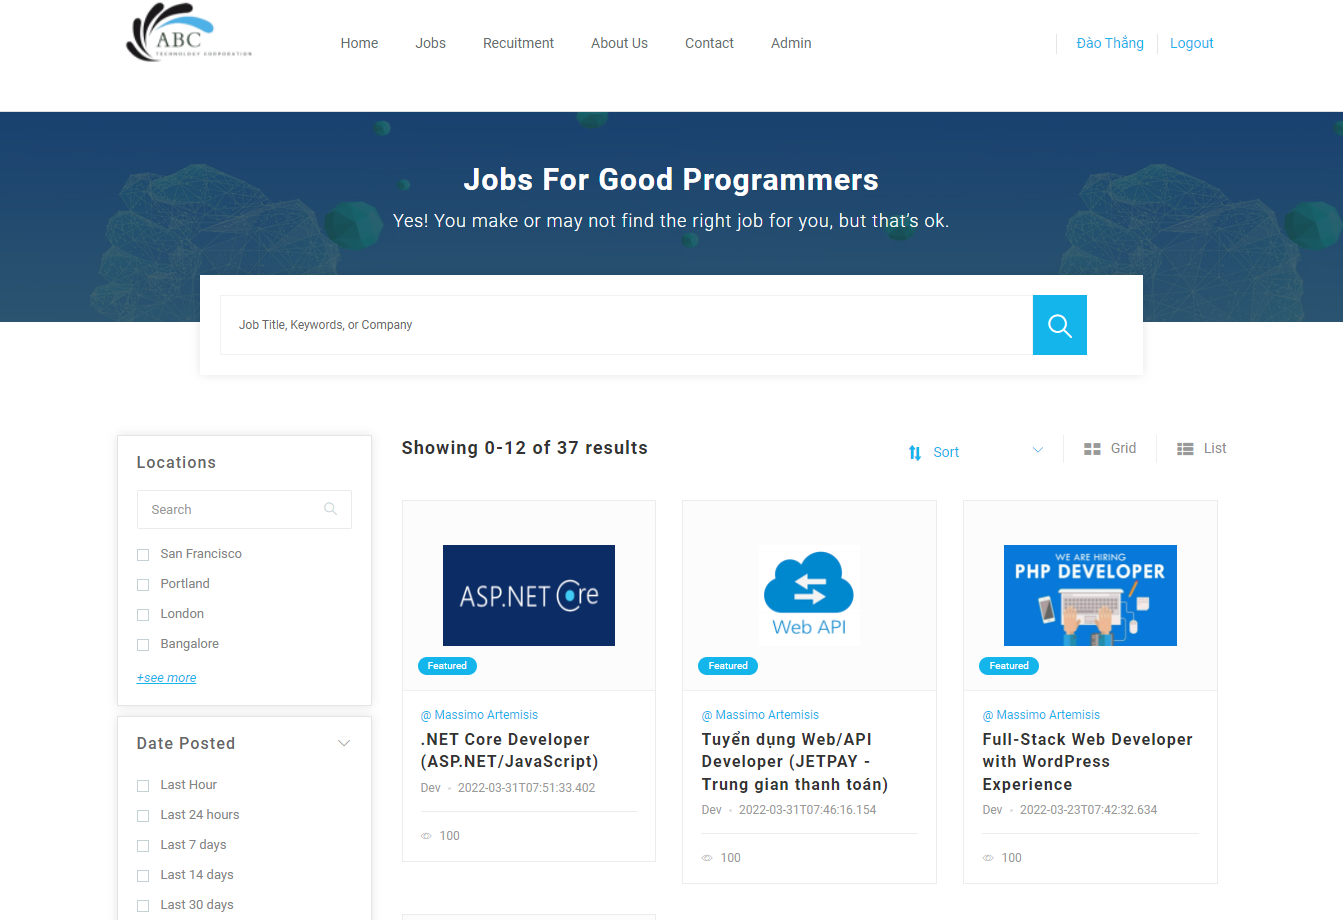 ABC
TECHNOLOGY CORPORATION
Home
Jobs
Recuitment
About Us
Contact
Admin
Đào Thắng
Logout
Jobs For Good Programmers
Yes! You make or may not find the right job for you, but that's ok.
Job Title, Keywords, or Company
Locations
Search
San Francisco
Portland
London
Bangalore
+see more
Date Posted
Last Hour
Last 24 hours
Last 7 days
Last 14 days
Last 30 days
Showing 0-12 of 37 results
Sort
Grid
List
ASP.NET Core
Featured
@ Massimo Artemisis
.NET Core Developer
(ASP.NET/JavaScript)
Dev • 2022-03-31T07:51:33.402
100
Web API
Featured
@ Massimo Artemisis
Tuyển dụng Web/API
Developer (JETPAY -
Trung gian thanh toán)
Dev • 2022-03-31T07:46:16.154
100
WE ARE HIRING
PHP DEVELOPER
Featured
@ Massimo Artemisis
Full-Stack Web Developer
with WordPress
Experience
Dev • 2022-03-23T07:42:32.634
100